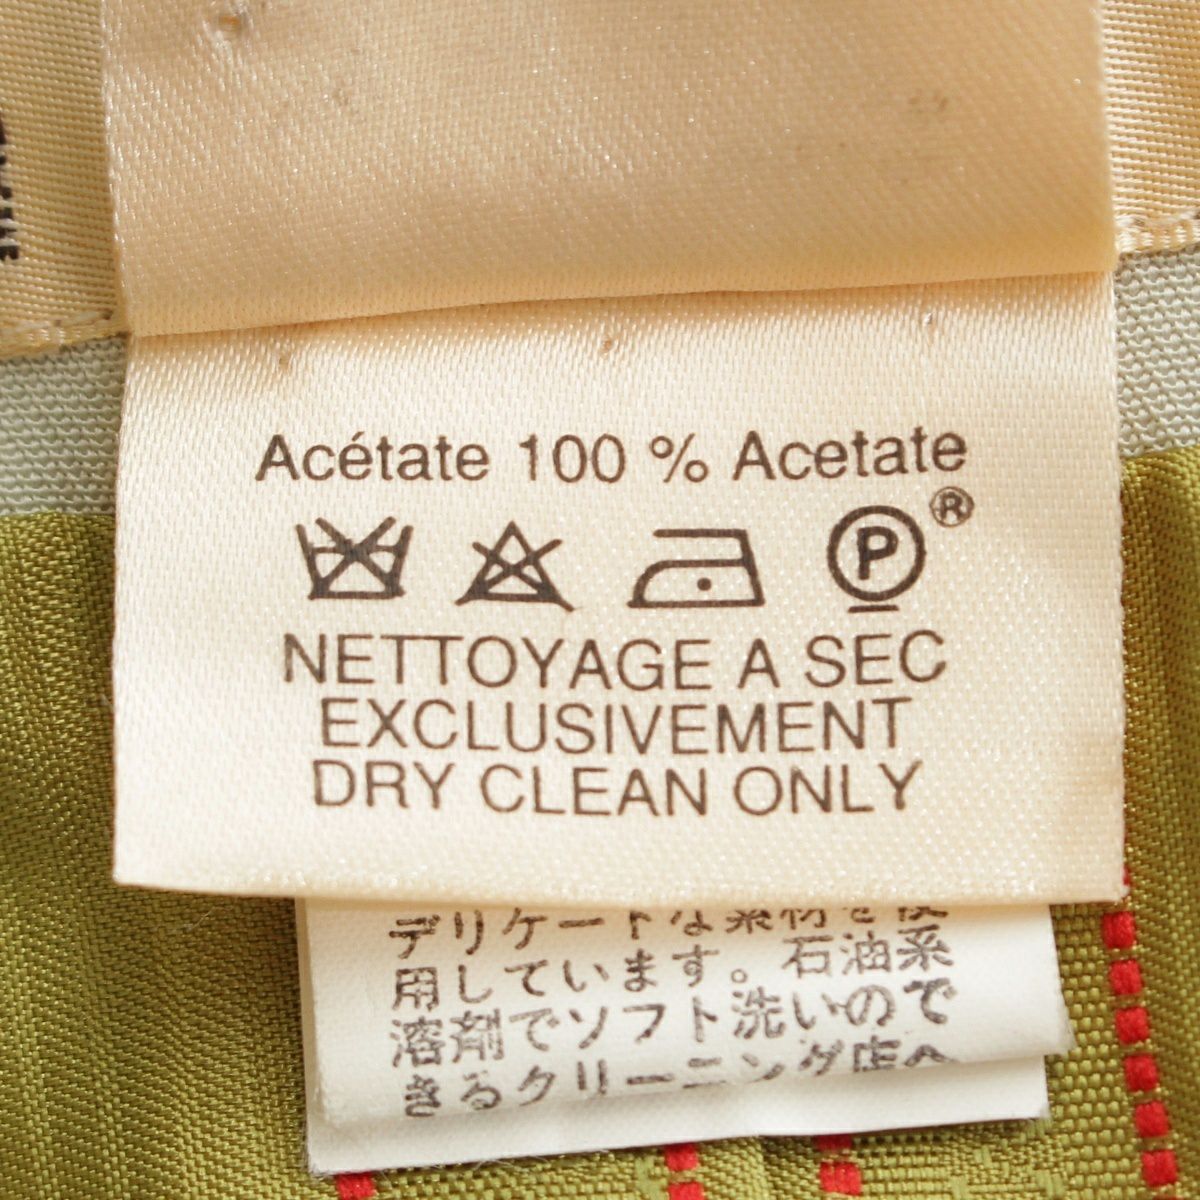 Acétate 100 % Acetate
P ®
NETTOYAGE A SEC
EXCLUSIVEMENT
DRY CLEAN ONLY
デリケートな素材を使
用しています。石油系
溶剤でソフト洗いので
きるクリーニング店へ